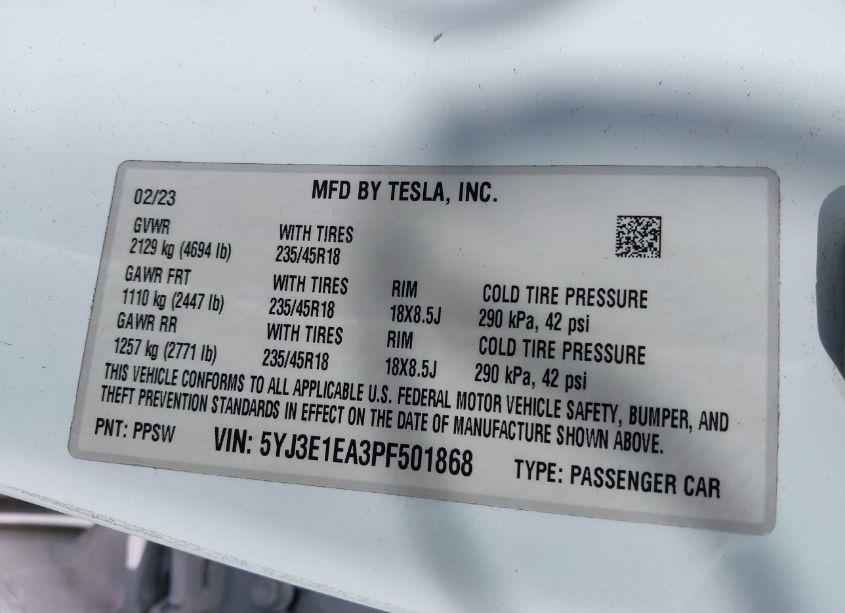 02/23 MFD BY TESLA, INC.
GVWR WITH TIRES
2129 kg (4694 lb) 235/45R18
GAWR FRT WITH TIRES RIM COLD TIRE PRESSURE
1110 kg (2447 lb) 235/45R18 18X8.5J 290 kPa, 42 psi
GAWR RR WITH TIRES RIM COLD TIRE PRESSURE
1257 kg (2771 lb) 235/45R18 18X8.5J 290 kPa, 42 psi
THIS VEHICLE CONFORMS TO ALL APPLICABLE U.S. FEDERAL MOTOR VEHICLE SAFETY, BUMPER, AND
THEFT PREVENTION STANDARDS IN EFFECT ON THE DATE OF MANUFACTURE SHOWN ABOVE.
PNT: PPSW VIN: 5YJ3E1EA3PF501868 TYPE: PASSENGER CAR